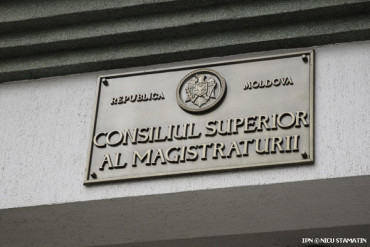 REPUBLICA MOLDOVA
CONSILIUL SUPERIOR
AL MAGISTRATURII
IPN © NICU STAMATIN